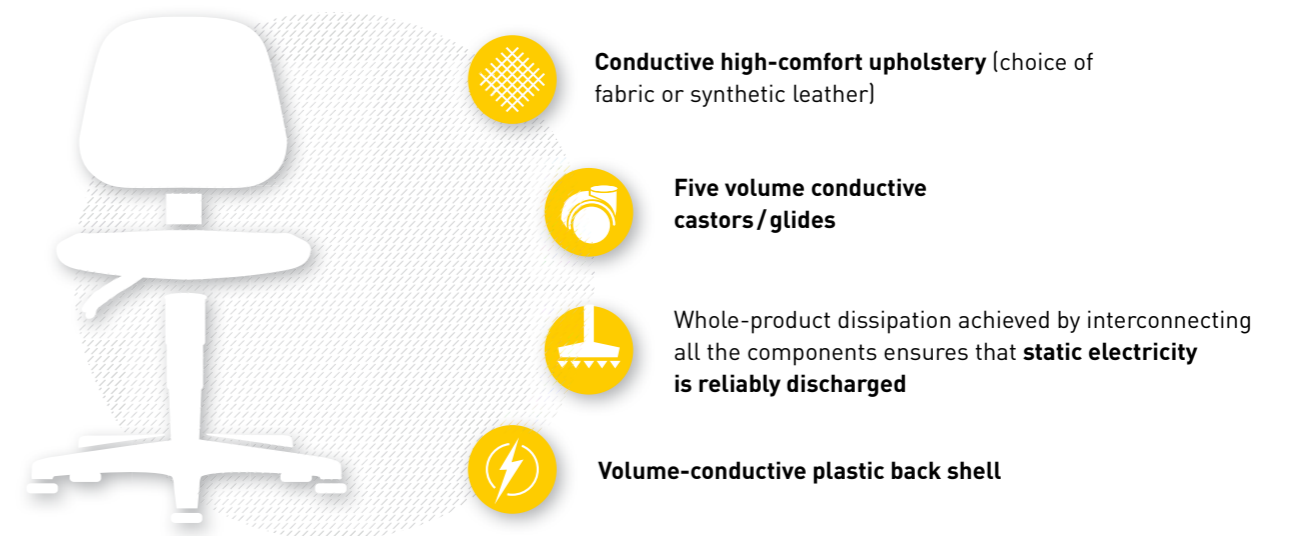 Conductive high-comfort upholstery (choice of
fabric or synthetic leather)
Five volume conductive
castors/glides
Whole-product dissipation achieved by interconnecting
all the components ensures that static electricity
is reliably discharged
Volume-conductive plastic back shell